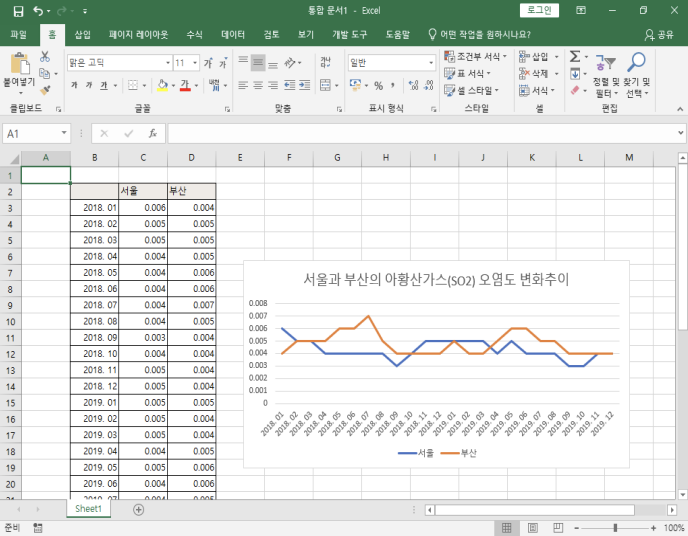 통합 문서1 - Excel
로그인
파일 홈 삽입 페이지 레이아웃 수식 데이터 검토 보기 개발 도구 도움말 어떤 작업을 원하시나요? 공유
붙여넣기
맑은 고딕 11 가 가
가 가 가 가 내천
가나다
일반
% ,
조건부 서식
표 서식
셀 스타일
삽입
삭제
서식
정렬 및 필터
찾기 및 선택
클립보드 글꼴 맞춤 표시 형식 스타일 셀 편집
A1 fx
A B C D E F G H I J K L M
1
2 서울 부산
3 2018. 01 0.006 0.004
4 2018. 02 0.005 0.005
5 2018. 03 0.005 0.005
6 2018. 04 0.004 0.005
7 2018. 05 0.004 0.006
8 2018. 06 0.004 0.006
9 2018. 07 0.004 0.007
10 2018. 08 0.004 0.005
11 2018. 09 0.003 0.004
12 2018. 10 0.004 0.004
13 2018. 11 0.005 0.004
14 2018. 12 0.005 0.004
15 2019. 01 0.005 0.005
16 2019. 02 0.005 0.004
17 2019. 03 0.005 0.004
18 2019. 04 0.004 0.005
19 2019. 05 0.005 0.006
20 2019. 06 0.004 0.006
21 2019. 07 0.004 0.005
서울과 부산의 아황산가스(SO2) 오염도 변화추이
0.008
0.007
0.006
0.005
0.004
0.003
0.002
0.001
0
2018. 01 2018. 02 2018. 03 2018. 04 2018. 05 2018. 06 2018. 07 2018. 08 2018. 09 2018. 10 2018. 11 2018. 12 2019. 01 2019. 02 2019. 03 2019. 04 2019. 05 2019. 06 2019. 07 2019. 08 2019. 09 2019. 10 2019. 11 2019. 12
서울 부산
Sheet1
준비 100%